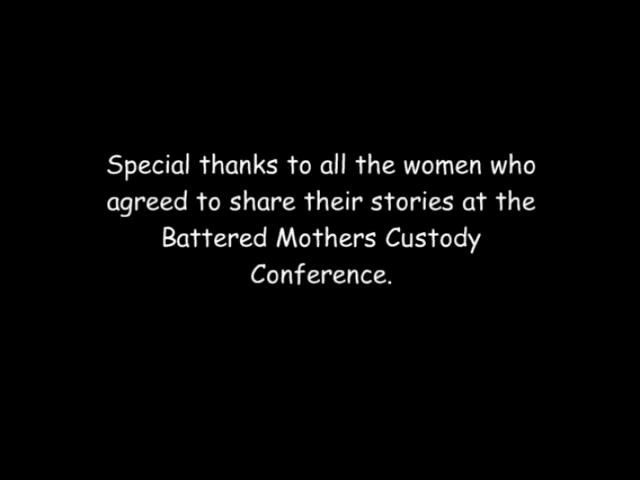 Special thanks to all the women who
agreed to share their stories at the
Battered Mothers Custody
Conference.